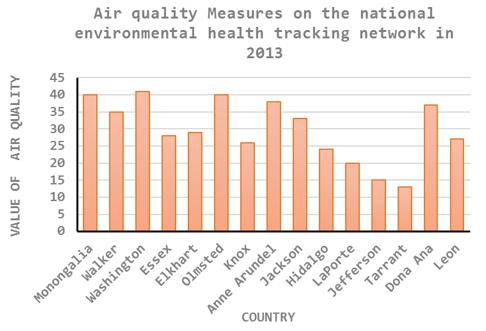 Air quality Measures on the national
environmental health tracking network in
2013
VALUE OF AIR QUALITY
45
40
35
30
25
20
15
10
5
0
Monongalia
Walker
Washington
Essex
Elkhart
Olmsted
Knox
Anne Arundel
Jackson
Hidalgo
LaPorte
Jefferson
Tarrant
Dona Ana
Leon
COUNTRY